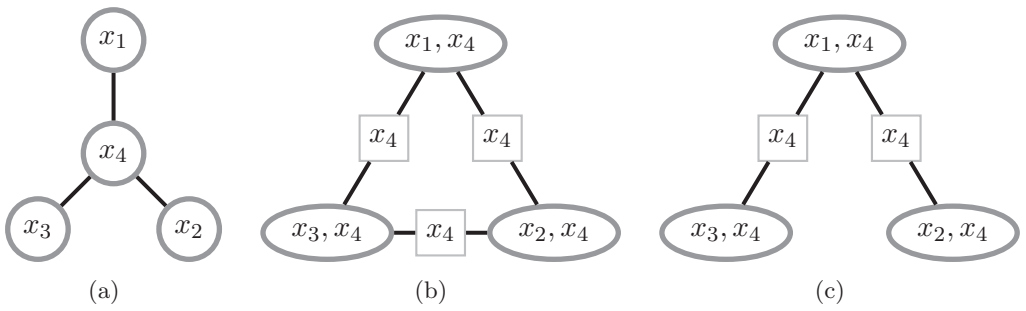 x₁
x₄
x₃
x₂
(a)
x₁, x₄
x₄
x₄
x₃, x₄
x₄
x₂, x₄
(b)
x₁, x₄
x₄
x₄
x₃, x₄
x₂, x₄
(c)